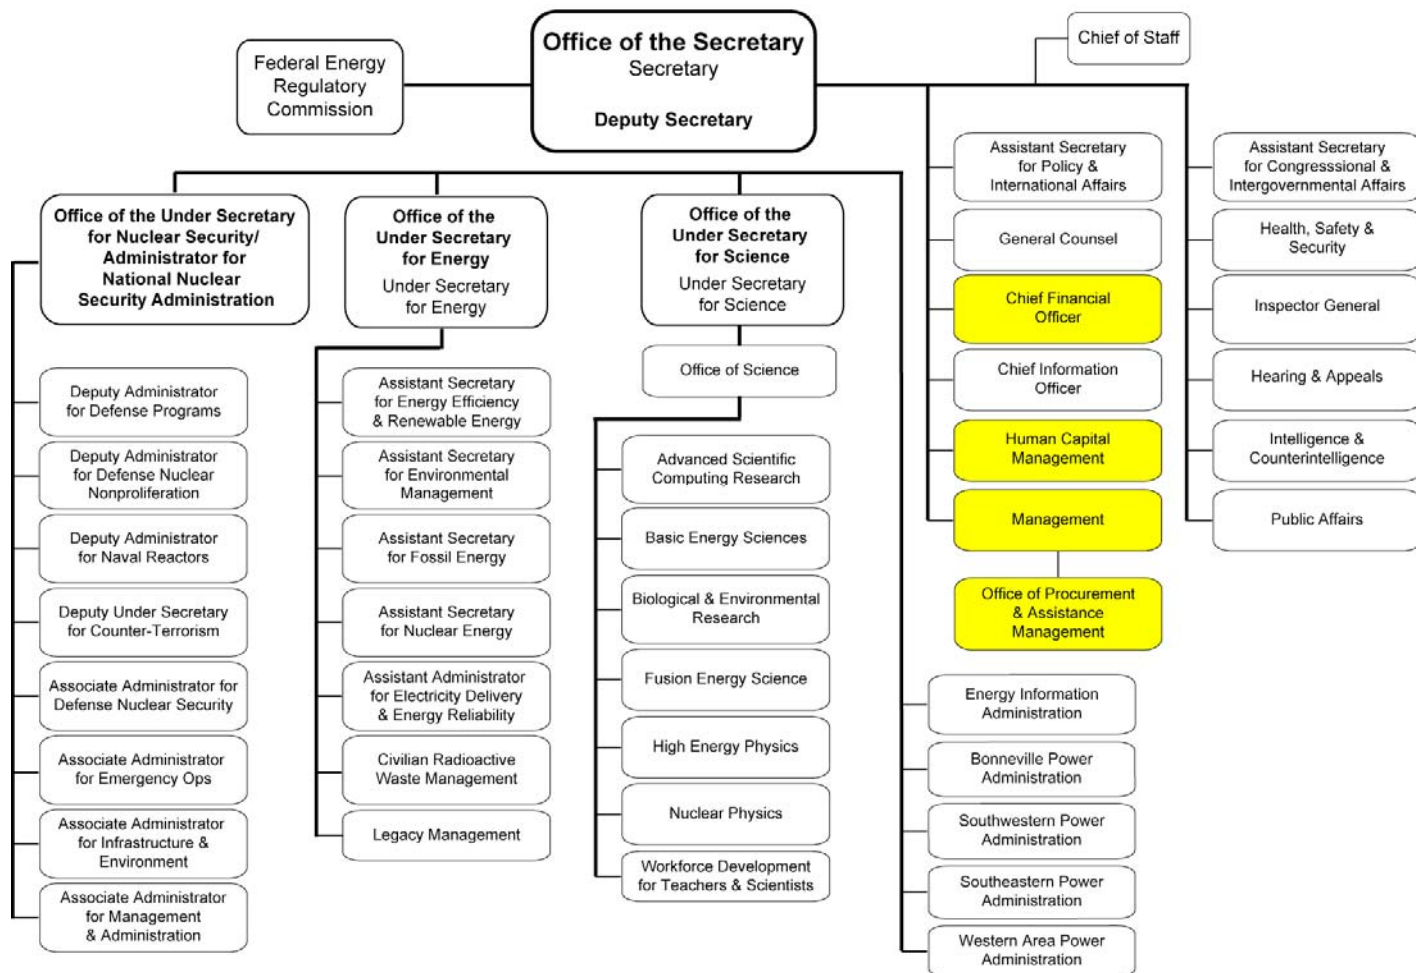 Office of the Secretary
Secretary
Deputy Secretary
Federal Energy
Regulatory
Commission
Chief of Staff
Assistant Secretary
for Policy &
International Affairs
General Counsel
Chief Financial
Officer
Chief Information
Officer
Human Capital
Management
Management
Office of Procurement
& Assistance
Management
Assistant Secretary
for Congresssional &
Intergovernmental Affairs
Health, Safety &
Security
Inspector General
Hearing & Appeals
Intelligence &
Counterintelligence
Public Affairs
Office of the Under Secretary
for Nuclear Security/
Administrator for
National Nuclear
Security Administration
Deputy Administrator
for Defense Programs
Deputy Administrator
for Defense Nuclear
Nonproliferation
Deputy Administrator
for Naval Reactors
Deputy Under Secretary
for Counter-Terrorism
Associate Administrator for
Defense Nuclear Security
Associate Administrator
for Emergency Ops
Associate Administrator
for Infrastructure &
Environment
Associate Administrator
for Management
& Administration
Office of the
Under Secretary
for Energy
Under Secretary
for Energy
Assistant Secretary
for Energy Efficiency
& Renewable Energy
Assistant Secretary
for Environmental
Management
Assistant Secretary
for Fossil Energy
Assistant Secretary
for Nuclear Energy
Assistant Administrator
for Electricity Delivery
& Energy Reliability
Civilian Radioactive
Waste Management
Legacy Management
Office of the
Under Secretary
for Science
Under Secretary
for Science
Office of Science
Advanced Scientific
Computing Research
Basic Energy Sciences
Biological & Environmental
Research
Fusion Energy Science
High Energy Physics
Nuclear Physics
Workforce Development
for Teachers & Scientists
Energy Information
Administration
Bonneville Power
Administration
Southwestern Power
Administration
Southeastern Power
Administration
Western Area Power
Administration